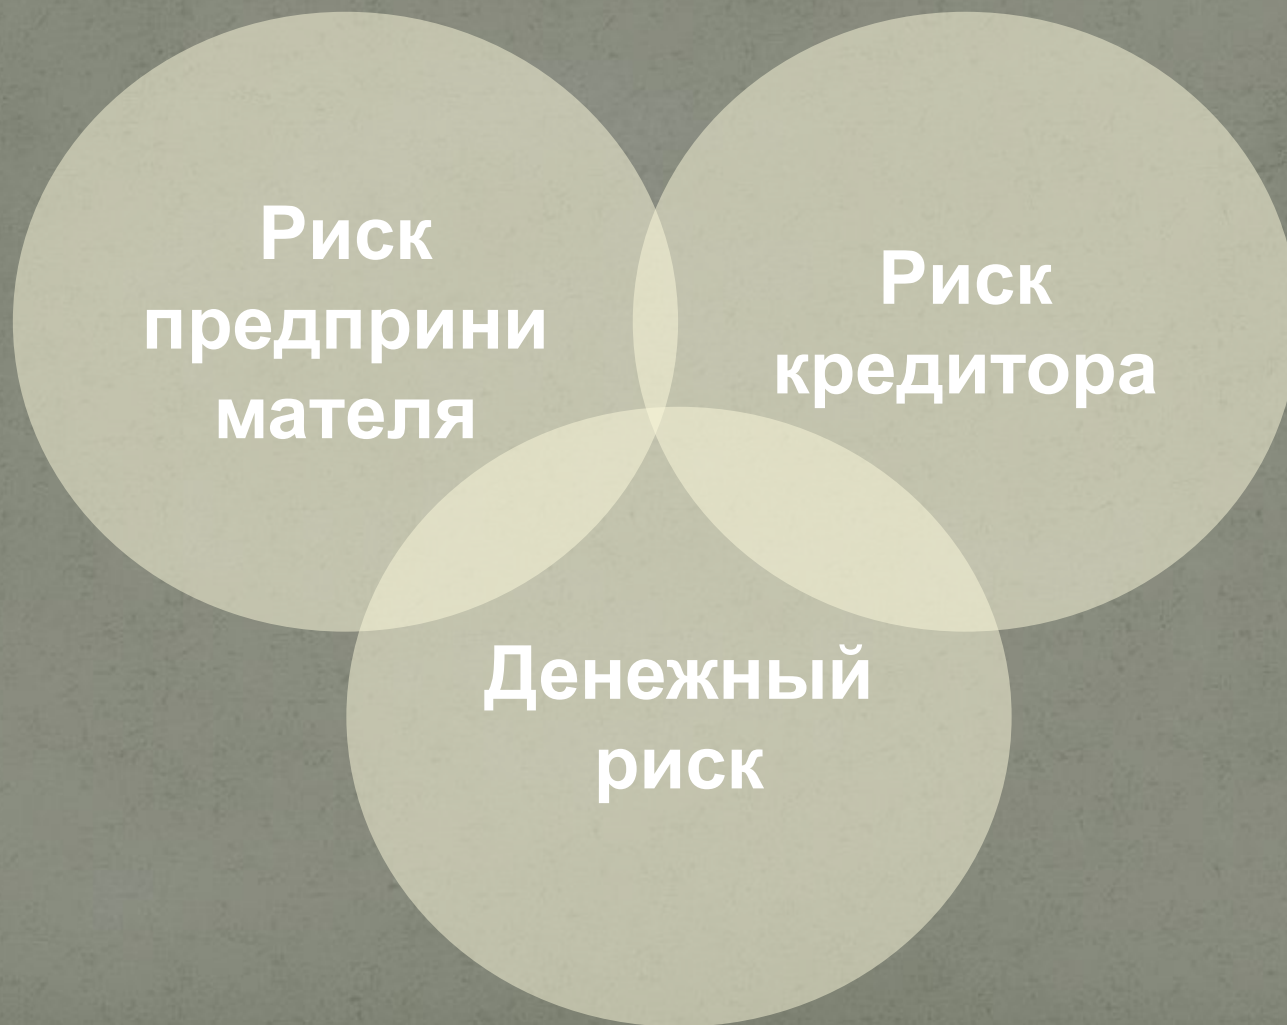 Риск
предприни
мателя
Риск
кредитора
Денежный
риск